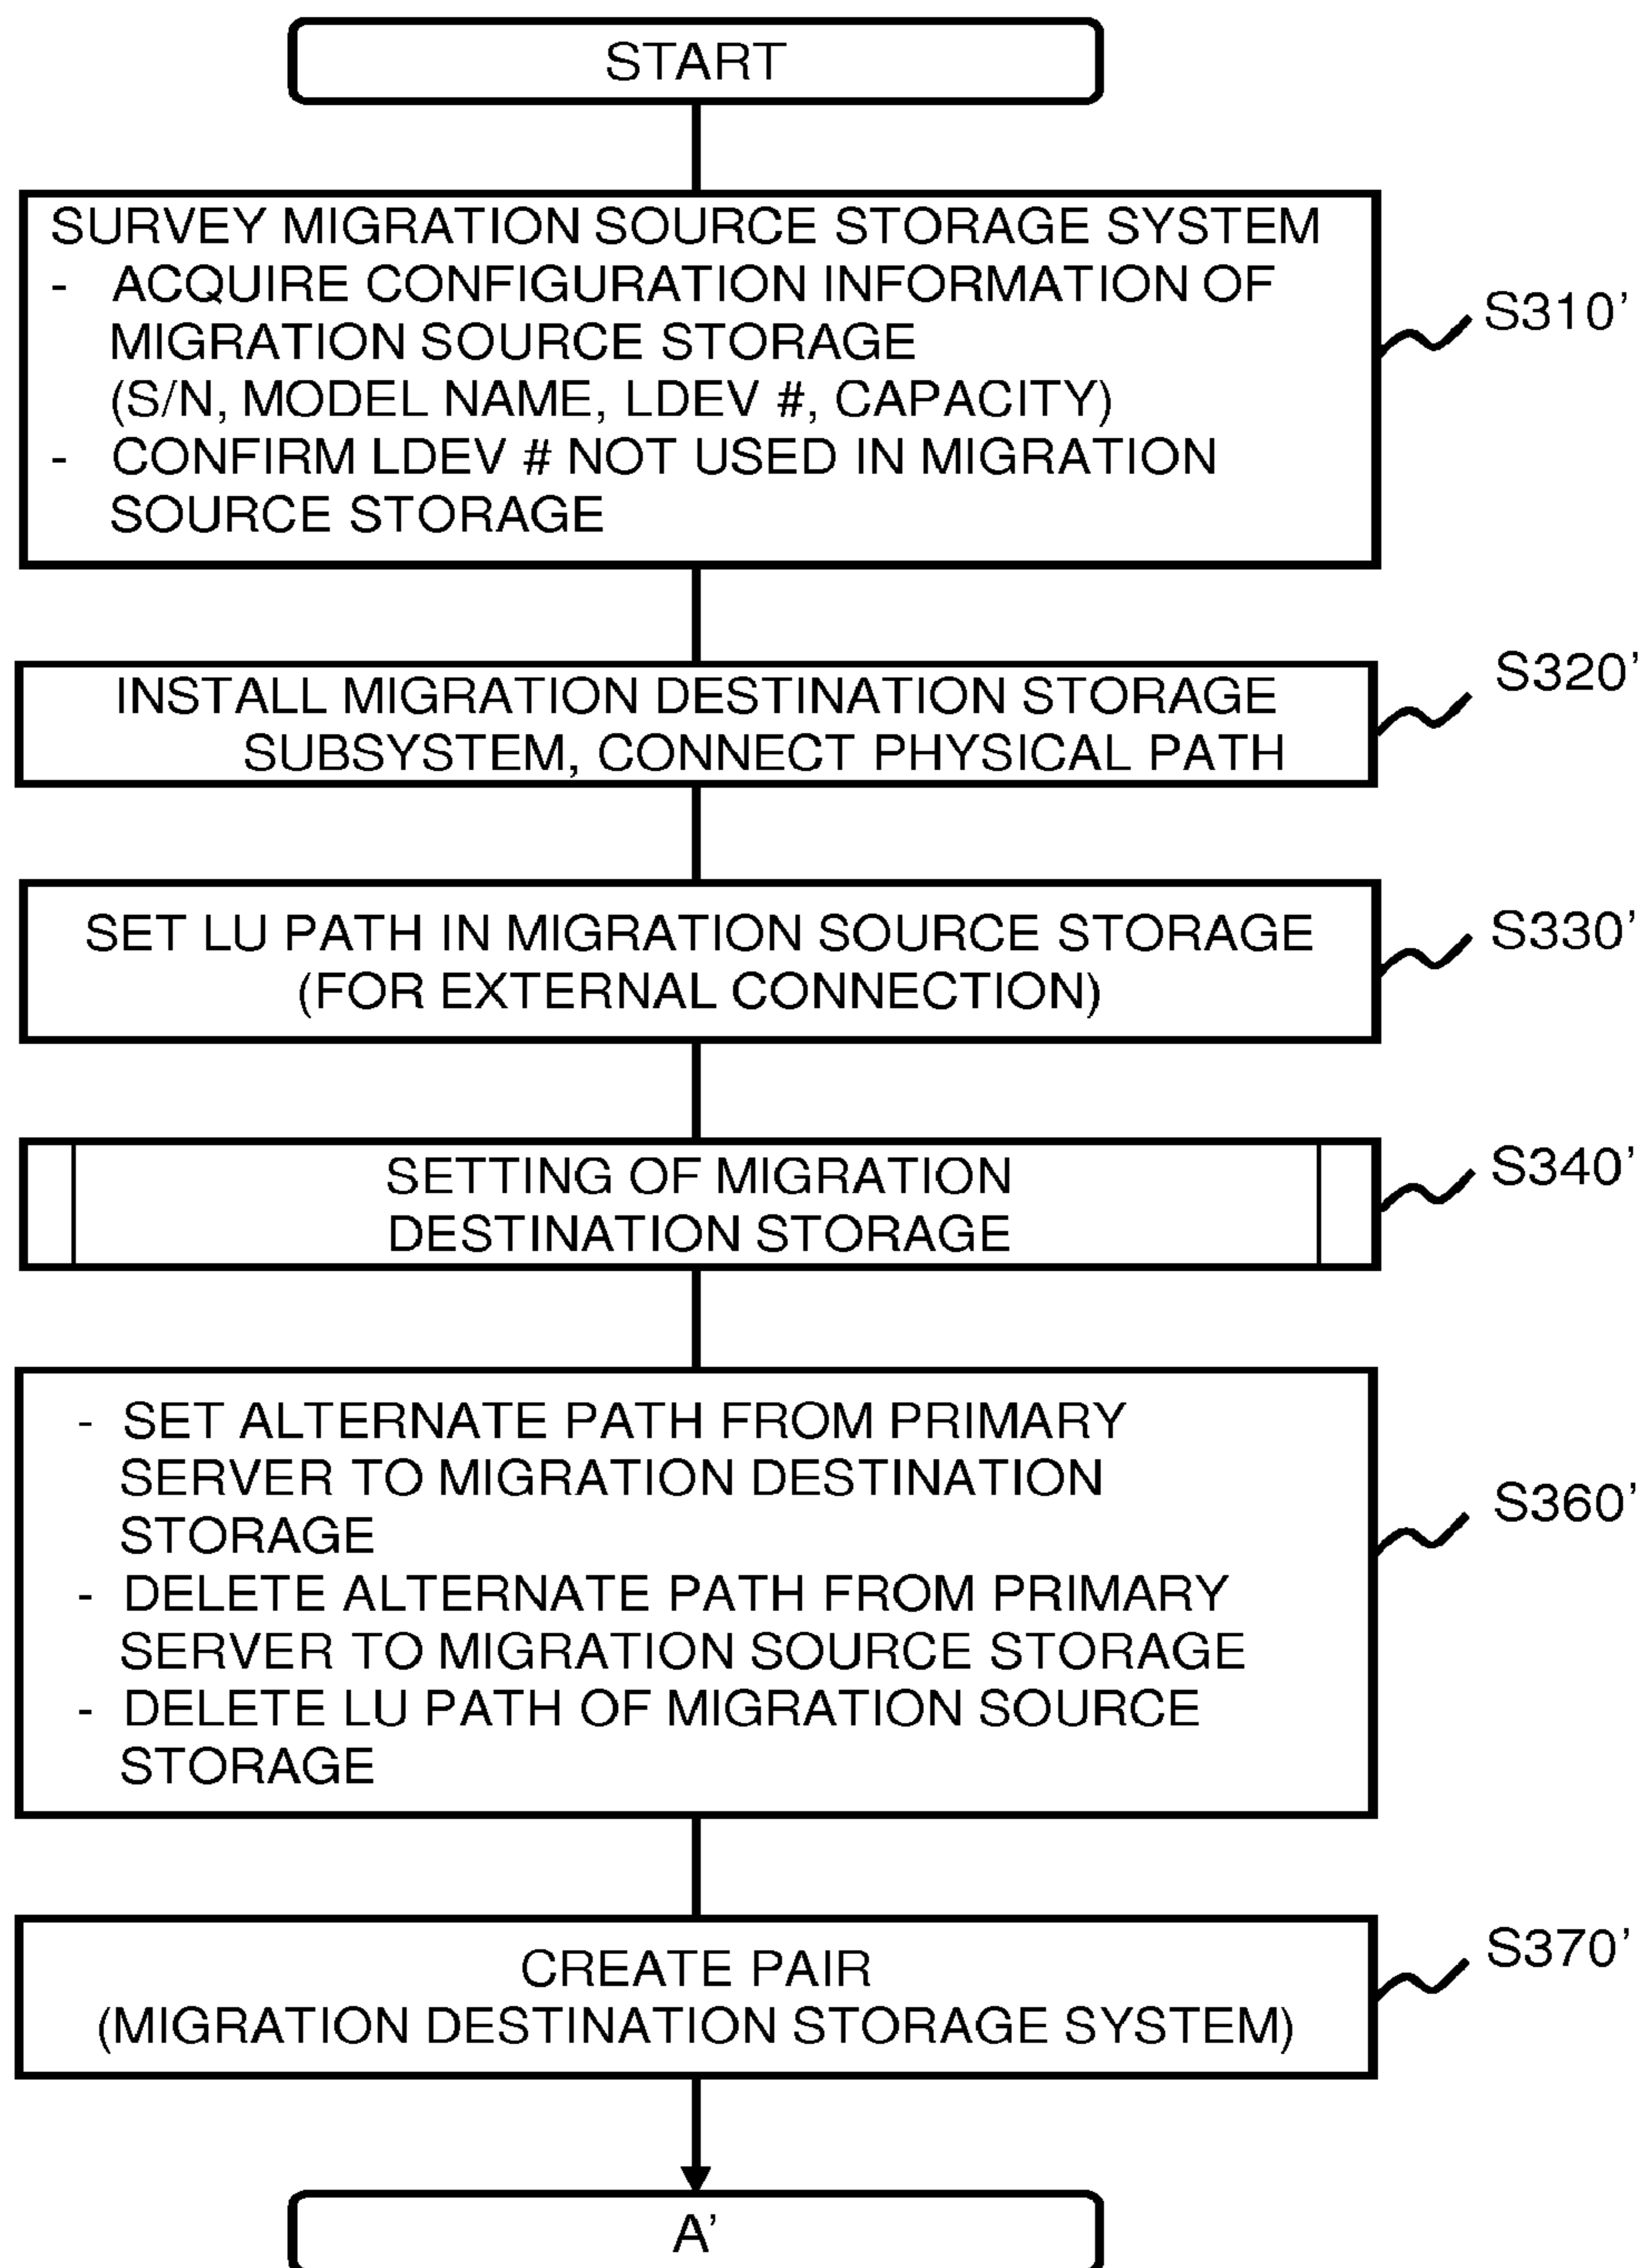 START
SURVEY MIGRATION SOURCE STORAGE SYSTEM
- ACQUIRE CONFIGURATION INFORMATION OF
MIGRATION SOURCE STORAGE
(S/N, MODEL NAME, LDEV #, CAPACITY)
- CONFIRM LDEV # NOT USED IN MIGRATION
SOURCE STORAGE
S310'
INSTALL MIGRATION DESTINATION STORAGE
SUBSYSTEM, CONNECT PHYSICAL PATH
S320'
SET LU PATH IN MIGRATION SOURCE STORAGE
(FOR EXTERNAL CONNECTION)
S330'
SETTING OF MIGRATION
DESTINATION STORAGE
S340'
- SET ALTERNATE PATH FROM PRIMARY
SERVER TO MIGRATION DESTINATION
STORAGE
- DELETE ALTERNATE PATH FROM PRIMARY
SERVER TO MIGRATION SOURCE STORAGE
- DELETE LU PATH OF MIGRATION SOURCE
STORAGE
S360'
CREATE PAIR
(MIGRATION DESTINATION STORAGE SYSTEM)
S370'
A'